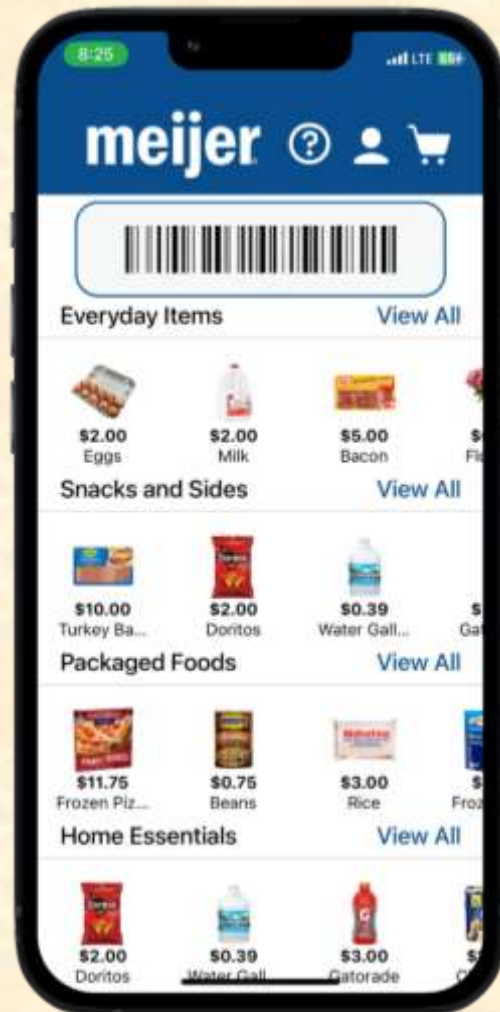 8:25 LTE
meijer
Everyday Items View All
$2.00 $2.00 $5.00
Eggs Milk Bacon
Snacks and Sides View All
$10.00 $2.00 $0.39
Turkey Ba... Doritos Water Gall...
Packaged Foods View All
$11.75 $0.75 $3.00
Frozen Piz... Beans Rice
Home Essentials View All
$2.00 $0.39 $3.00
Doritos Water Gall... Gatorade